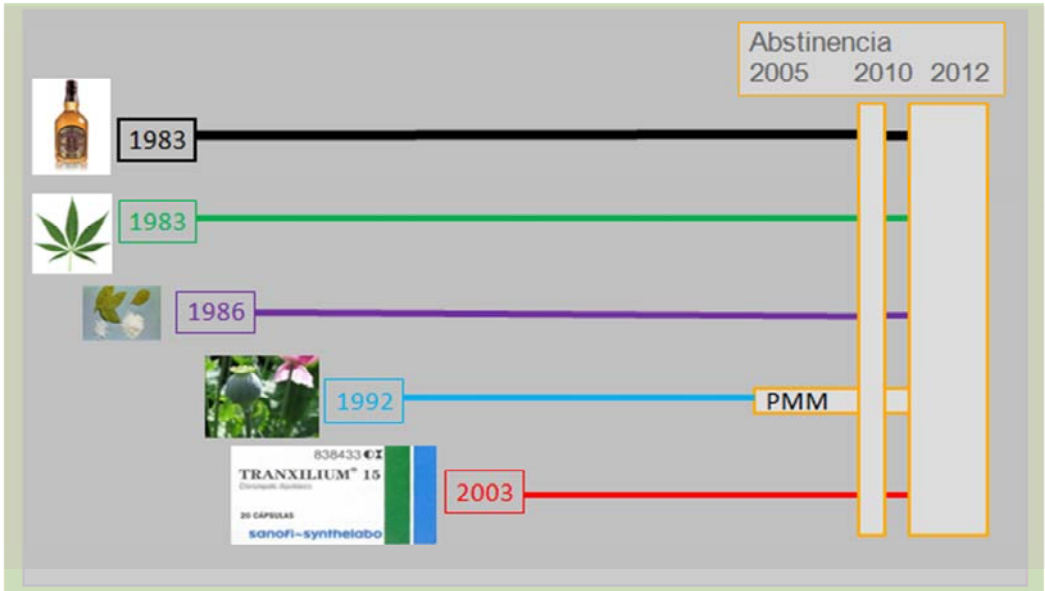 Abstinencia
2005 2010 2012
1983
1983
1986
1992
PMM
838433
TRANXILIUM® 15
20 CÁPSULAS
sanofi~synthelabo
2003